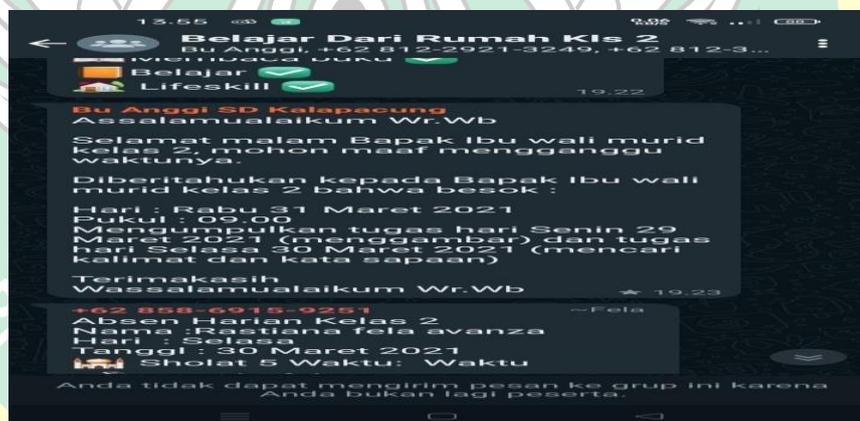 13.55
Belajar Dari Rumah Kls 2
Bu Anggi, +62 812-2921-3249, +62 812-3...
Membaca buku
Belajar
Lifeskill
19.22
Bu Anggi SD Kalapacung
Assalamualaikum Wr.Wb
Selamat malam Bapak Ibu wali murid
kelas 2, mohon maaf mengganggu
waktunya.
Diberitahukan kepada Bapak Ibu wali
murid kelas 2 bahwa besok :
Hari : Rabu 31 Maret 2021
Pukul : 09.00
Mengumpulkan tugas hari Senin 29
Maret 2021 (menggambar) dan tugas
hari Selasa 30 Maret 2021 (mencari
kalimat dan kata sapaan)
Terimakasih
Wassalamualaikum Wr.Wb
19.23
+62 858-6915-9251 ~Fela
Absen Harian Kelas 2
Nama :Rastiana fela avanza
Hari : Selasa
Tanggl : 30 Maret 2021
Sholat 5 Waktu: Waktu
Anda tidak dapat mengirim pesan ke grup ini karena
Anda bukan lagi peserta.